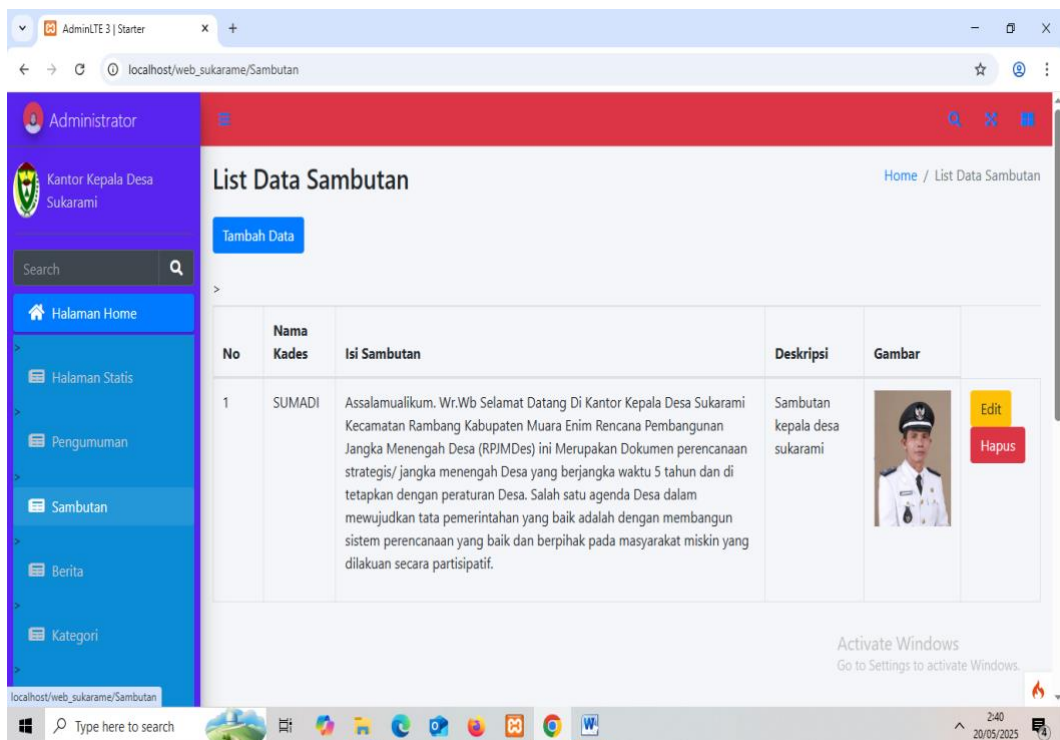 AdminLTE 3 | Starter
localhost/web_sukarame/Sambutan
Administrator
Kantor Kepala Desa
Sukarami
Search
Halaman Home
>
Halaman Statis
>
Pengumuman
>
Sambutan
>
Berita
>
Kategori
>
List Data Sambutan
Home / List Data Sambutan
Tambah Data
>
No
Nama
Kades
Isi Sambutan
Deskripsi
Gambar
1
SUMADI
Assalamualikum. Wr.Wb Selamat Datang Di Kantor Kepala Desa Sukarami
Kecamatan Rambang Kabupaten Muara Enim Rencana Pembangunan
Jangka Menengah Desa (RPJMDes) ini Merupakan Dokumen perencanaan
strategis/ jangka menengah Desa yang berjangka waktu 5 tahun dan di
tetapkan dengan peraturan Desa. Salah satu agenda Desa dalam
mewujudkan tata pemerintahan yang baik adalah dengan membangun
sistem perencanaan yang baik dan berpihak pada masyarakat miskin yang
dilakuan secara partisipatif.
Sambutan
kepala desa
sukarami
Edit
Hapus
Activate Windows
Go to Settings to activate Windows.
localhost/web_sukarame/Sambutan
Type here to search
2:40
20/05/2025
4